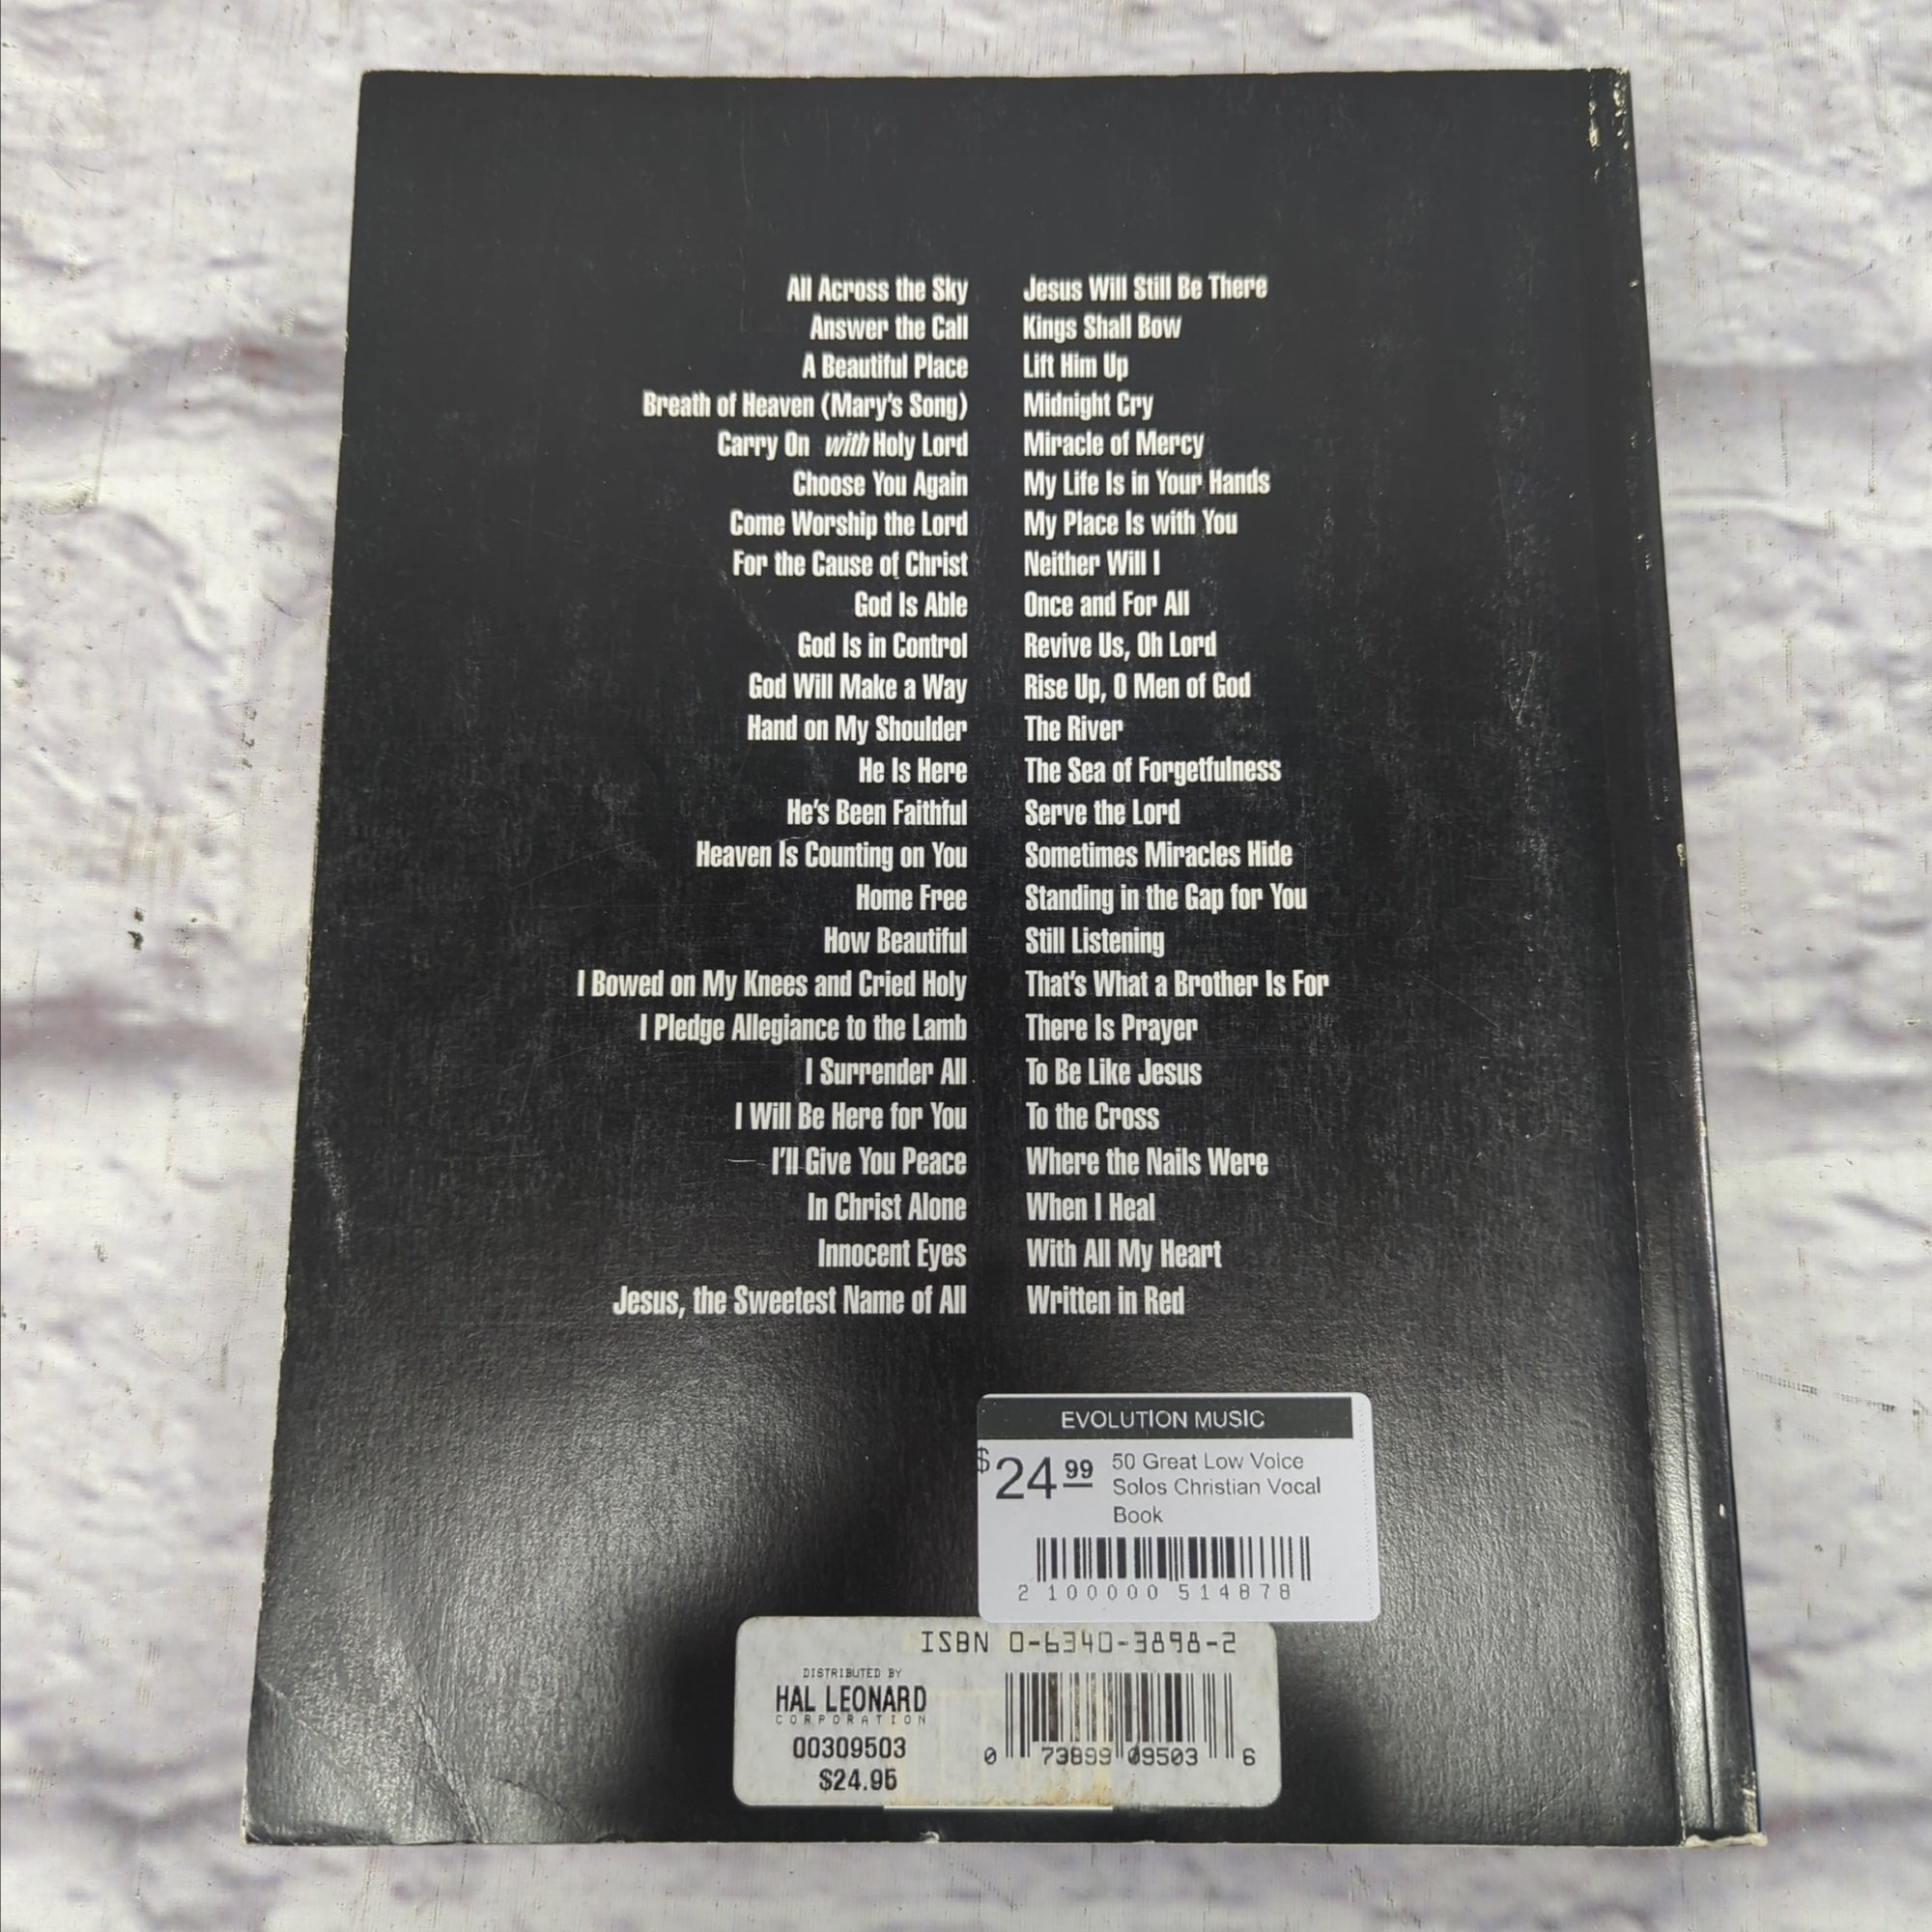 All Across the Sky
Answer the Call
A Beautiful Place
Breath of Heaven (Mary's Song)
Carry On with Holy Lord
Choose You Again
Come Worship the Lord
For the Cause of Christ
God Is Able
God Is in Control
God Will Make a Way
Hand on My Shoulder
He Is Here
He's Been Faithful
Heaven Is Counting on You
Home Free
How Beautiful
I Bowed on My Knees and Cried Holy
I Pledge Allegiance to the Lamb
I Surrender All
I Will Be Here for You
I'll Give You Peace
In Christ Alone
Innocent Eyes
Jesus, the Sweetest Name of All
Jesus Will Still Be There
Kings Shall Bow
Lift Him Up
Midnight Cry
Miracle of Mercy
My Life Is in Your Hands
My Place Is with You
Neither Will I
Once and For All
Revive Us, Oh Lord
Rise Up, O Men of God
The River
The Sea of Forgetfulness
Serve the Lord
Sometimes Miracles Hide
Standing in the Gap for You
Still Listening
That's What a Brother Is For
There Is Prayer
To Be Like Jesus
To the Cross
Where the Nails Were
When I Heal
With All My Heart
Written in Red
EVOLUTION MUSIC
$24.99
50 Great Low Voice
Solos Christian Vocal
Book
2 100000 514878
ISBN 0-6340-3898-2
DISTRIBUTED BY
HAL LEONARD
CORPORATION
00309503
$24.95
0 73899 09503 6